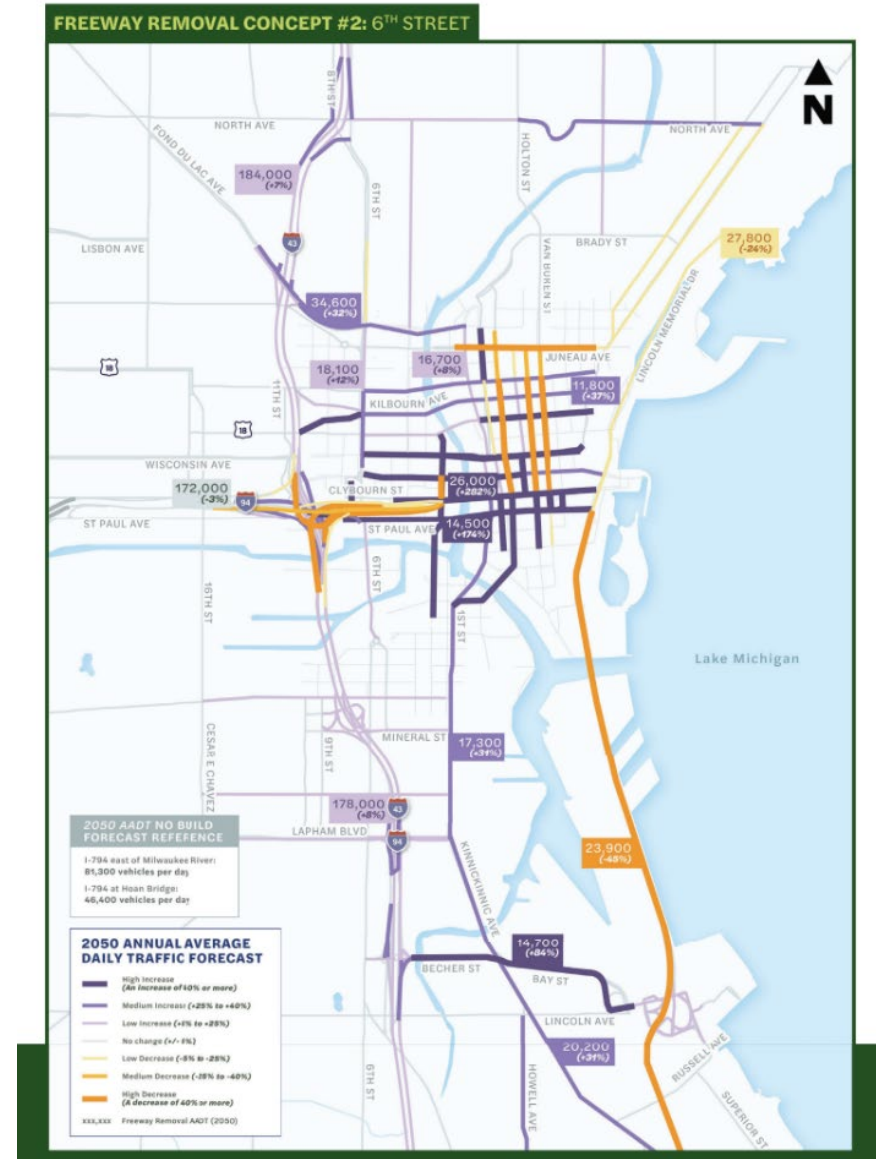 FREEWAY REMOVAL CONCEPT #2: 6TH STREET
N
8TH ST
NORTH AVE
NORTH AVE
FOND DU LAC AVE
HOLTON ST
184,000
(+7%)
6TH ST
43
LISBON AVE
BRADY ST
VAN BUREN ST
27,800
(-24%)
LINCOLN MEMORIAL DR
34,600
(+32%)
18
18,100
(+12%)
16,700
(+8%)
JUNEAU AVE
11,800
(+37%)
11TH ST
KILBOURN AVE
18
WISCONSIN AVE
172,000
(-3%)
94
CLYBOURN ST
26,000
(+282%)
ST PAUL AVE
ST PAUL AVE
14,500
(+174%)
16TH ST
6TH ST
1ST ST
Lake Michigan
CESAR E CHAVEZ
9TH ST
MINERAL ST
17,300
(+31%)
178,000
(+8%)
43
LAPHAM BLVD
94
KINNICKINNIC AVE
23,900
(-48%)
2050 AADT NO BUILD
FORECAST REFERENCE
I-794 east of Milwaukee River:
81,300 vehicles per day
I-794 at Hoan Bridge:
46,400 vehicles per day
14,700
(+84%)
BECHER ST
BAY ST
LINCOLN AVE
20,200
(+31%)
RUSSELL AVE
SUPERIOR ST
HOWELL AVE
6TH ST
2050 ANNUAL AVERAGE
DAILY TRAFFIC FORECAST
High Increase
(An increase of 40% or more)
Medium Increase (+25% to +40%)
Low Increase (+1% to +25%)
No change (+/- 1%)
Low Decrease (-5% to -25%)
Medium Decrease (-15% to -40%)
High Decrease
(A decrease of 40% or more)
xxx,xxx Freeway Removal AADT (2050)